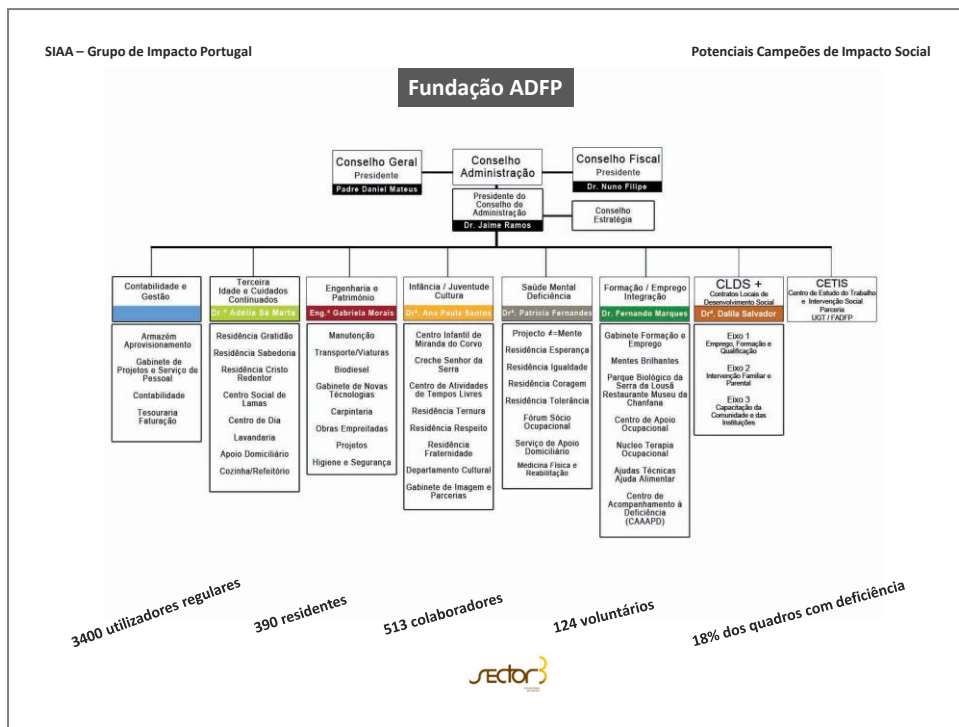 SIAA – Grupo de Impacto Portugal
Potenciais Campeões de Impacto Social
Fundação ADFP
Conselho Geral
Presidente
Padre Daniel Mateus
Conselho
Administração
Conselho Fiscal
Presidente
Dr. Nuno Filipe
Presidente do
Conselho de
Administração
Dr. Jaime Ramos
Conselho
Estratégia
Contabilidade e
Gestão
Armazém
Aprovisionamento
Gabinete de
Projetos e Serviço de
Pessoal
Contabilidade
Tesouraria
Faturação
Terceira
Idade e Cuidados
Continuados
Dr.ª Adélia Sá Marta
Residência Gratidão
Residência Sabedoria
Residência Cristo
Redentor
Centro Social de
Lamas
Centro de Dia
Lavandaria
Apoio Domiciliário
Cozinha/Refeitório
Engenharia e
Património
Eng.ª Gabriela Morais
Manutenção
Transporte/Viaturas
Biodiesel
Gabinete de Novas
Técnologias
Carpintaria
Obras Empreitadas
Projetos
Higiene e Segurança
Infância / Juventude
Cultura
Drª. Ana Paula Santos
Centro Infantil de
Miranda do Corvo
Creche Senhor da
Serra
Centro de Atividades
de Tempos Livres
Residência Ternura
Residência Respeito
Residência
Fraternidade
Departamento Cultural
Gabinete de Imagem e
Parcerias
Saúde Mental
Deficiência
Drª. Patricia Fernandes
Projecto ≠=Mente
Residência Esperança
Residência Igualdade
Residência Coragem
Residência Tolerância
Fórum Sócio
Ocupacional
Serviço de Apoio
Domiciliário
Medicina Física e
Reabilitação
Formação / Emprego
Integração
Dr. Fernando Marques
Gabinete Formação e
Emprego
Mentes Brilhantes
Parque Biológico da
Serra da Lousã
Restaurante Museu da
Chanfana
Centro de Apoio
Ocupacional
Nucleo Terapia
Ocupacional
Ajudas Técnicas
Ajuda Alimentar
Centro de
Acompanhamento à
Deficiência
(CAAAPD)
CLDS +
Contratos Locais de
Desenvolvimento Social
Drª. Dalila Salvador
Eixo 1
Emprego, Formação e
Qualificação
Eixo 2
Intervenção Familiar e
Parental
Eixo 3
Capacitação da
Comunidade e das
Instituições
CETIS
Centro de Estudo do Trabalho
e Intervenção Social
Parceria
UGT / FADFP
3400 utilizadores regulares
390 residentes
513 colaboradores
124 voluntários
18% dos quadros com deficiência
sector3